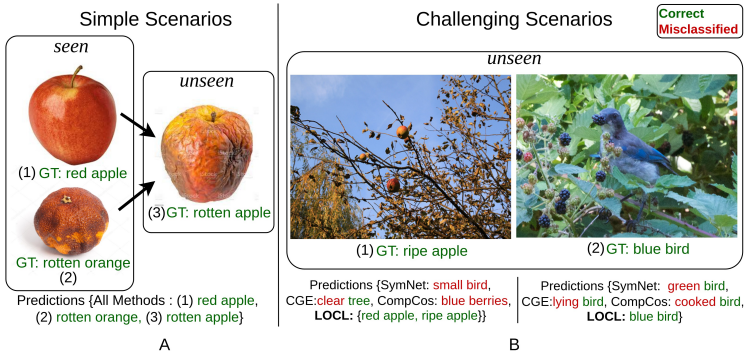 Simple Scenarios
Challenging Scenarios
Correct
Misclassified
seen
unseen
unseen
(1) GT: red apple
(3) GT: rotten apple
GT: rotten orange
(2)
(1) GT: ripe apple
(2) GT: blue bird
Predictions {All Methods : (1) red apple,
(2) rotten orange, (3) rotten apple}
Predictions {SymNet: small bird,
CGE:clear tree, CompCos: blue berries,
LOCL: {red apple, ripe apple}}
Predictions {SymNet: green bird,
CGE:lying bird, CompCos: cooked bird,
LOCL: blue bird}
A
B